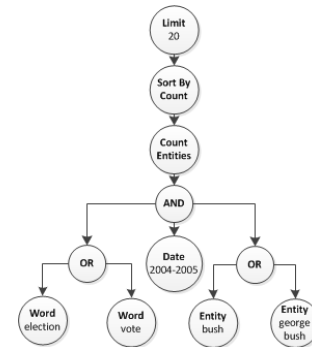 Limit
20
Sort By
Count
Count
Entities
AND
OR
Date
2004-2005
OR
Word
election
Word
vote
Entity
bush
Entity
george
bush